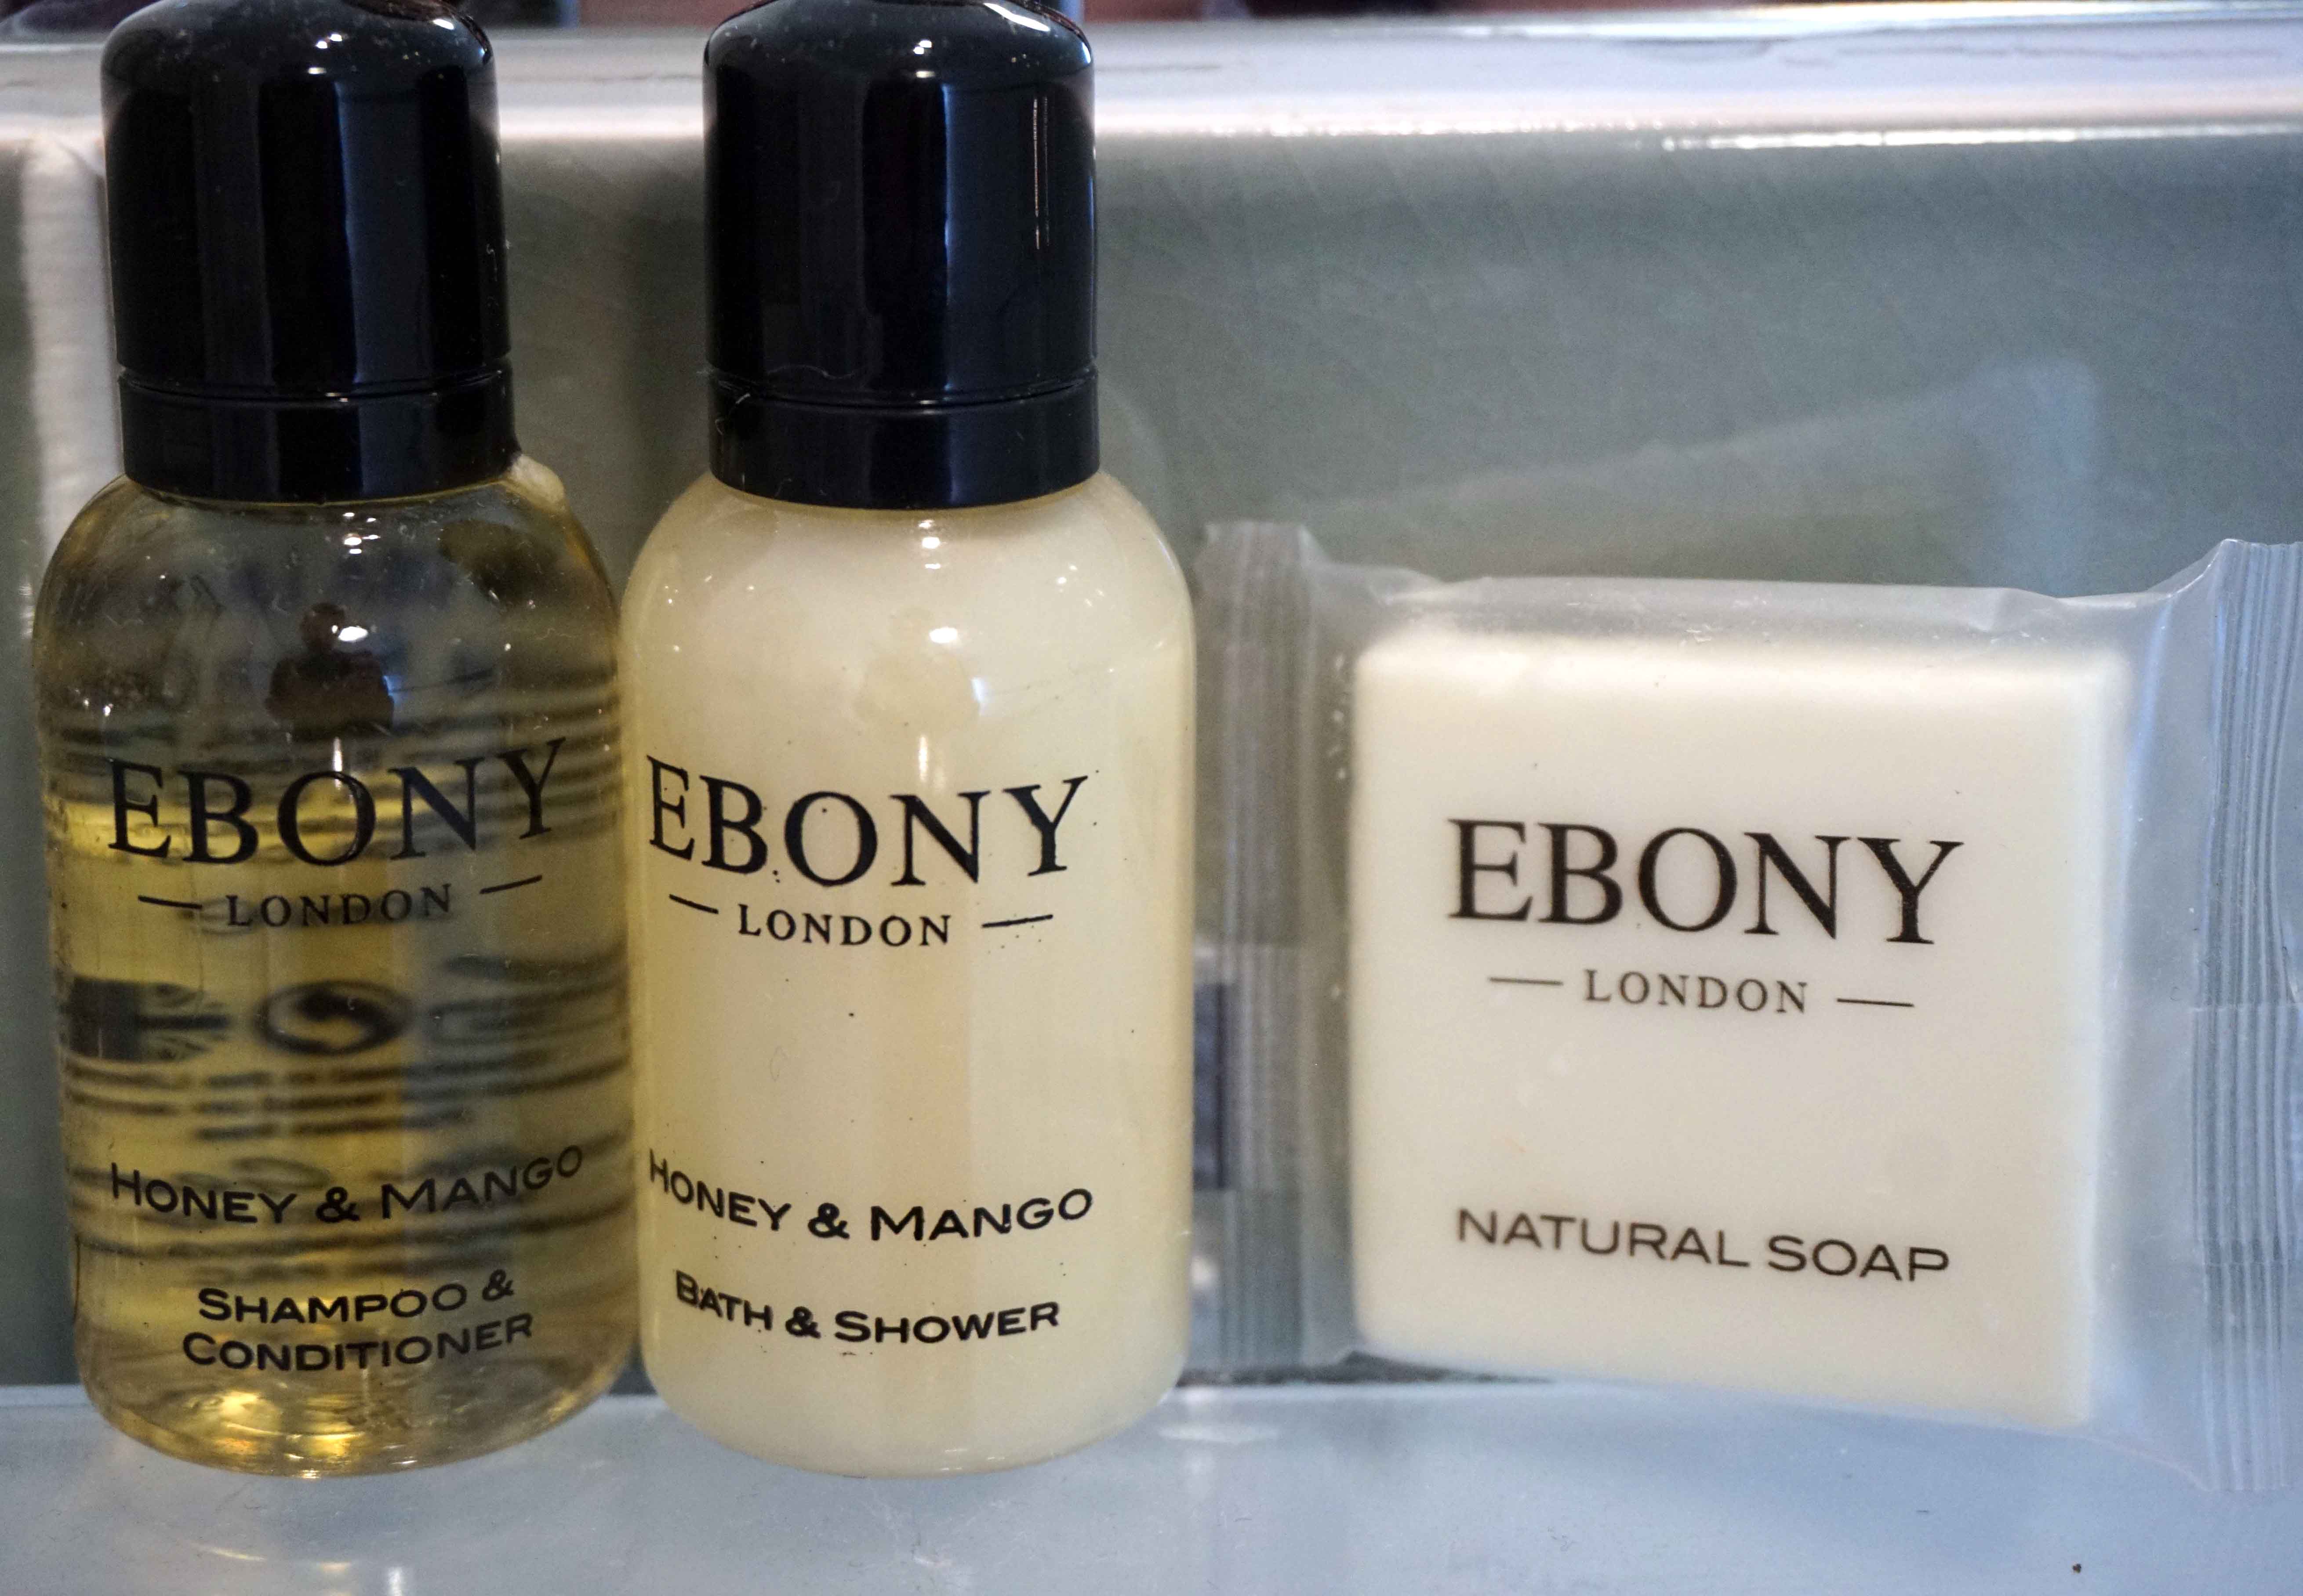 EBONY
LONDON
HONEY & MANGO
SHAMPOO &
CONDITIONER
EBONY
LONDON
HONEY & MANGO
BATH & SHOWER
EBONY
LONDON
NATURAL SOAP